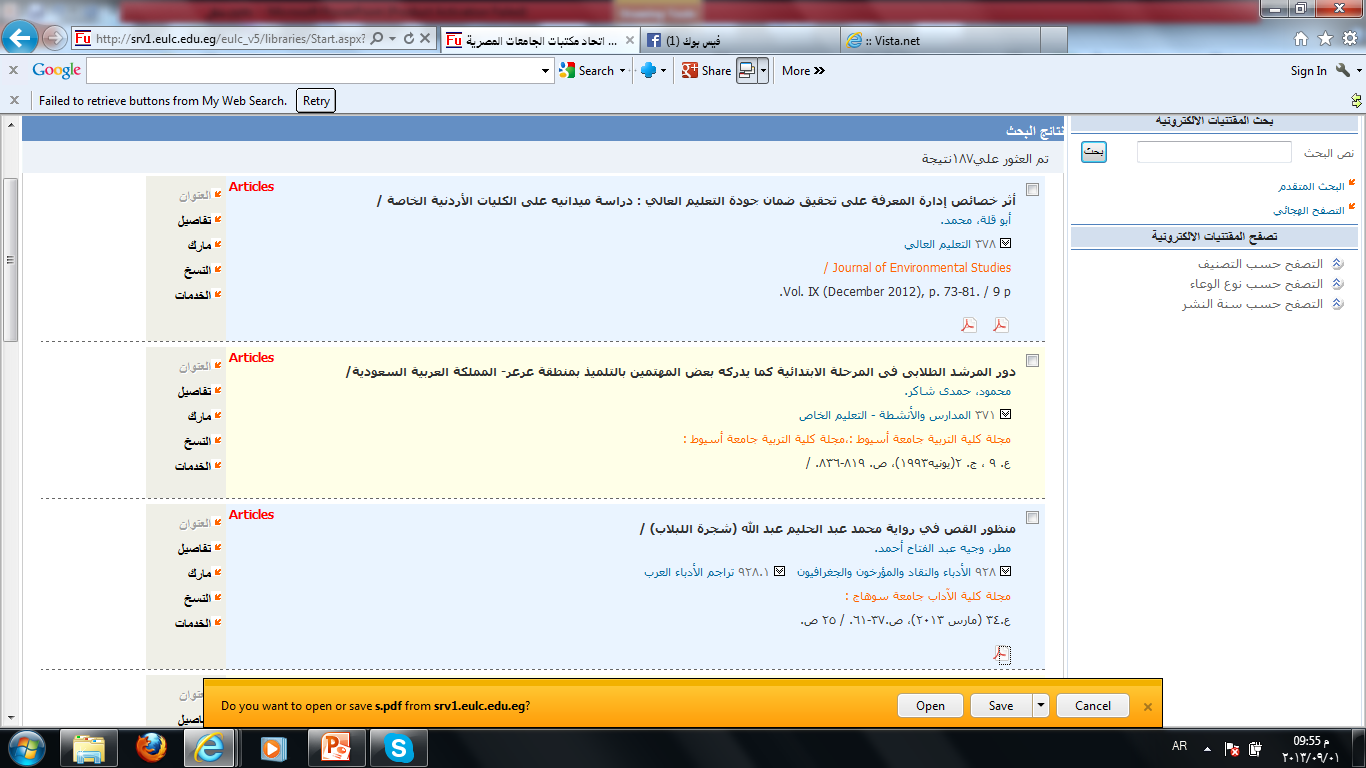 http://srv1.eulc.edu.eg/eulc_v5/libraries/Start.aspx?
اتحاد مكتبات الجامعات المصرية ...
فيس بوك (1)
:: Vista.net
Google
Search
Share
More »
Sign In
Failed to retrieve buttons from My Web Search.
Retry
بحث المقتنيات الالكترونية
نص البحث
بحث
البحث المتقدم
التصفح الهجائي
تصفح المقتنيات الالكترونية
التصفح حسب التصنيف
التصفح حسب نوع الوعاء
التصفح حسب سنة النشر
نتائج البحث
تم العثور علي١٨٧نتيجة
Articles
أثر خصائص إدارة المعرفة على تحقيق ضمان جودة التعليم العالي : دراسة ميدانية على الكليات الأردنية الخاصة /
أبو قلة، محمد.
٣٧٨ التعليم العالي
Journal of Environmental Studies /
Vol. IX (December 2012), p. 73-81. / 9 p.
العنوان
تفاصيل
مارك
النسخ
الخدمات
Articles
دور المرشد الطلابى فى المرحلة الابتدائية كما يدركه بعض المهتمين بالتلميذ بمنطقة عرعر- المملكة العربية السعودية/
محمود، حمدى شاكر.
٣٧١ المدارس والأنشطة - التعليم الخاص
مجلة كلية التربية جامعة أسيوط :،مجلة كلية التربية جامعة أسيوط :
ع. ٩ ، ج. ٢(يونيه١٩٩٣)، ص. ٨١٩-٨٣٦. /
العنوان
تفاصيل
مارك
النسخ
الخدمات
Articles
منظور القص في رواية محمد عبد الحليم عبد الله (شجرة اللبلاب) /
مطر، وجيه عبد الفتاح أحمد.
٩٢٨ الأدباء والنقاد والمؤرخون والجغرافيون ٩٢٨.١ تراجم الأدباء العرب
مجلة كلية الآداب جامعة سوهاج :
ع.٣٤ (مارس ٢٠١٣)، ص.٣٧-٦١. / ٢٥ ص.
العنوان
تفاصيل
مارك
النسخ
الخدمات
العنوان
تفاصيل
Do you want to open or save s.pdf from srv1.eulc.edu.eg?
Open
Save
Cancel
AR
09:55 م
٢٠١٣/٠٩/٠١